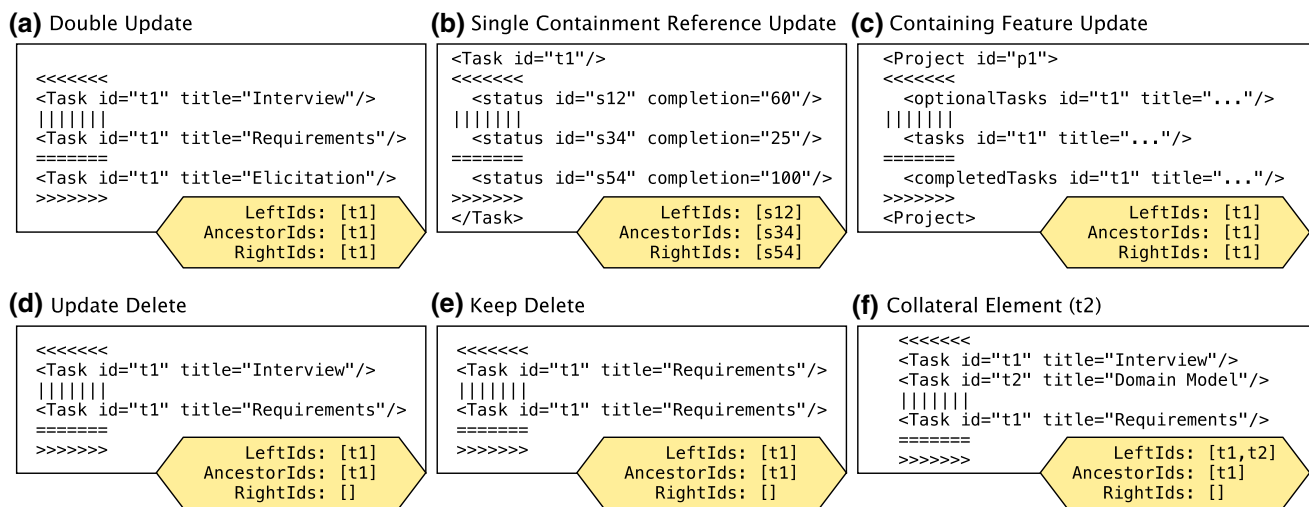 (a) Double Update
<<<<<<<
<Task id="t1" title="Interview"/>
|||||||
<Task id="t1" title="Requirements"/>
=======
<Task id="t1" title="Elicitation"/>
>>>>>>>
LeftIds: [t1]
AncestorIds: [t1]
RightIds: [t1]
(b) Single Containment Reference Update
<Task id="t1"/>
<<<<<<<
<status id="s12" completion="60"/>
|||||||
<status id="s34" completion="25"/>
=======
<status id="s54" completion="100"/>
>>>>>>>
</Task>
LeftIds: [s12]
AncestorIds: [s34]
RightIds: [s54]
(c) Containing Feature Update
<Project id="p1">
<<<<<<<
<optionalTasks id="t1" title="..."/>
|||||||
<tasks id="t1" title="..."/>
=======
<completedTasks id="t1" title="..."/>
>>>>>>>
<Project>
LeftIds: [t1]
AncestorIds: [t1]
RightIds: [t1]
(d) Update Delete
<<<<<<<
<Task id="t1" title="Interview"/>
|||||||
<Task id="t1" title="Requirements"/>
=======
>>>>>>>
LeftIds: [t1]
AncestorIds: [t1]
RightIds: []
(e) Keep Delete
<<<<<<<
<Task id="t1" title="Requirements"/>
|||||||
<Task id="t1" title="Requirements"/>
=======
>>>>>>>
LeftIds: [t1]
AncestorIds: [t1]
RightIds: []
(f) Collateral Element (t2)
<<<<<<<
<Task id="t1" title="Interview"/>
<Task id="t2" title="Domain Model"/>
|||||||
<Task id="t1" title="Requirements"/>
=======
>>>>>>>
LeftIds: [t1,t2]
AncestorIds: [t1]
RightIds: []